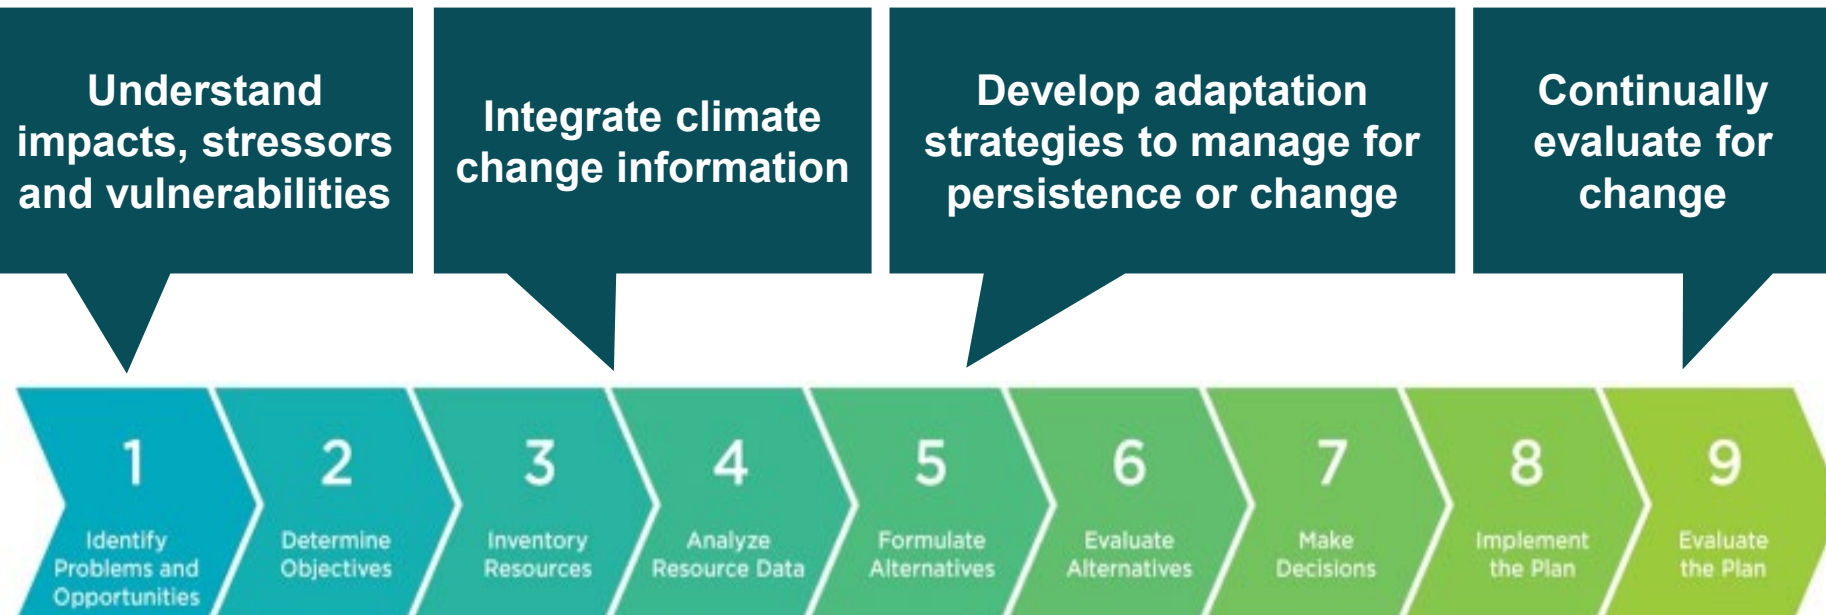 Understand
impacts, stressors
and vulnerabilities
Integrate climate
change information
Develop adaptation
strategies to manage for
persistence or change
Continually
evaluate for
change
1
Identify
Problems and
Opportunities
2
Determine
Objectives
3
Inventory
Resources
4
Analyze
Resource Data
5
Formulate
Alternatives
6
Evaluate
Alternatives
7
Make
Decisions
8
Implement
the Plan
9
Evaluate
the Plan